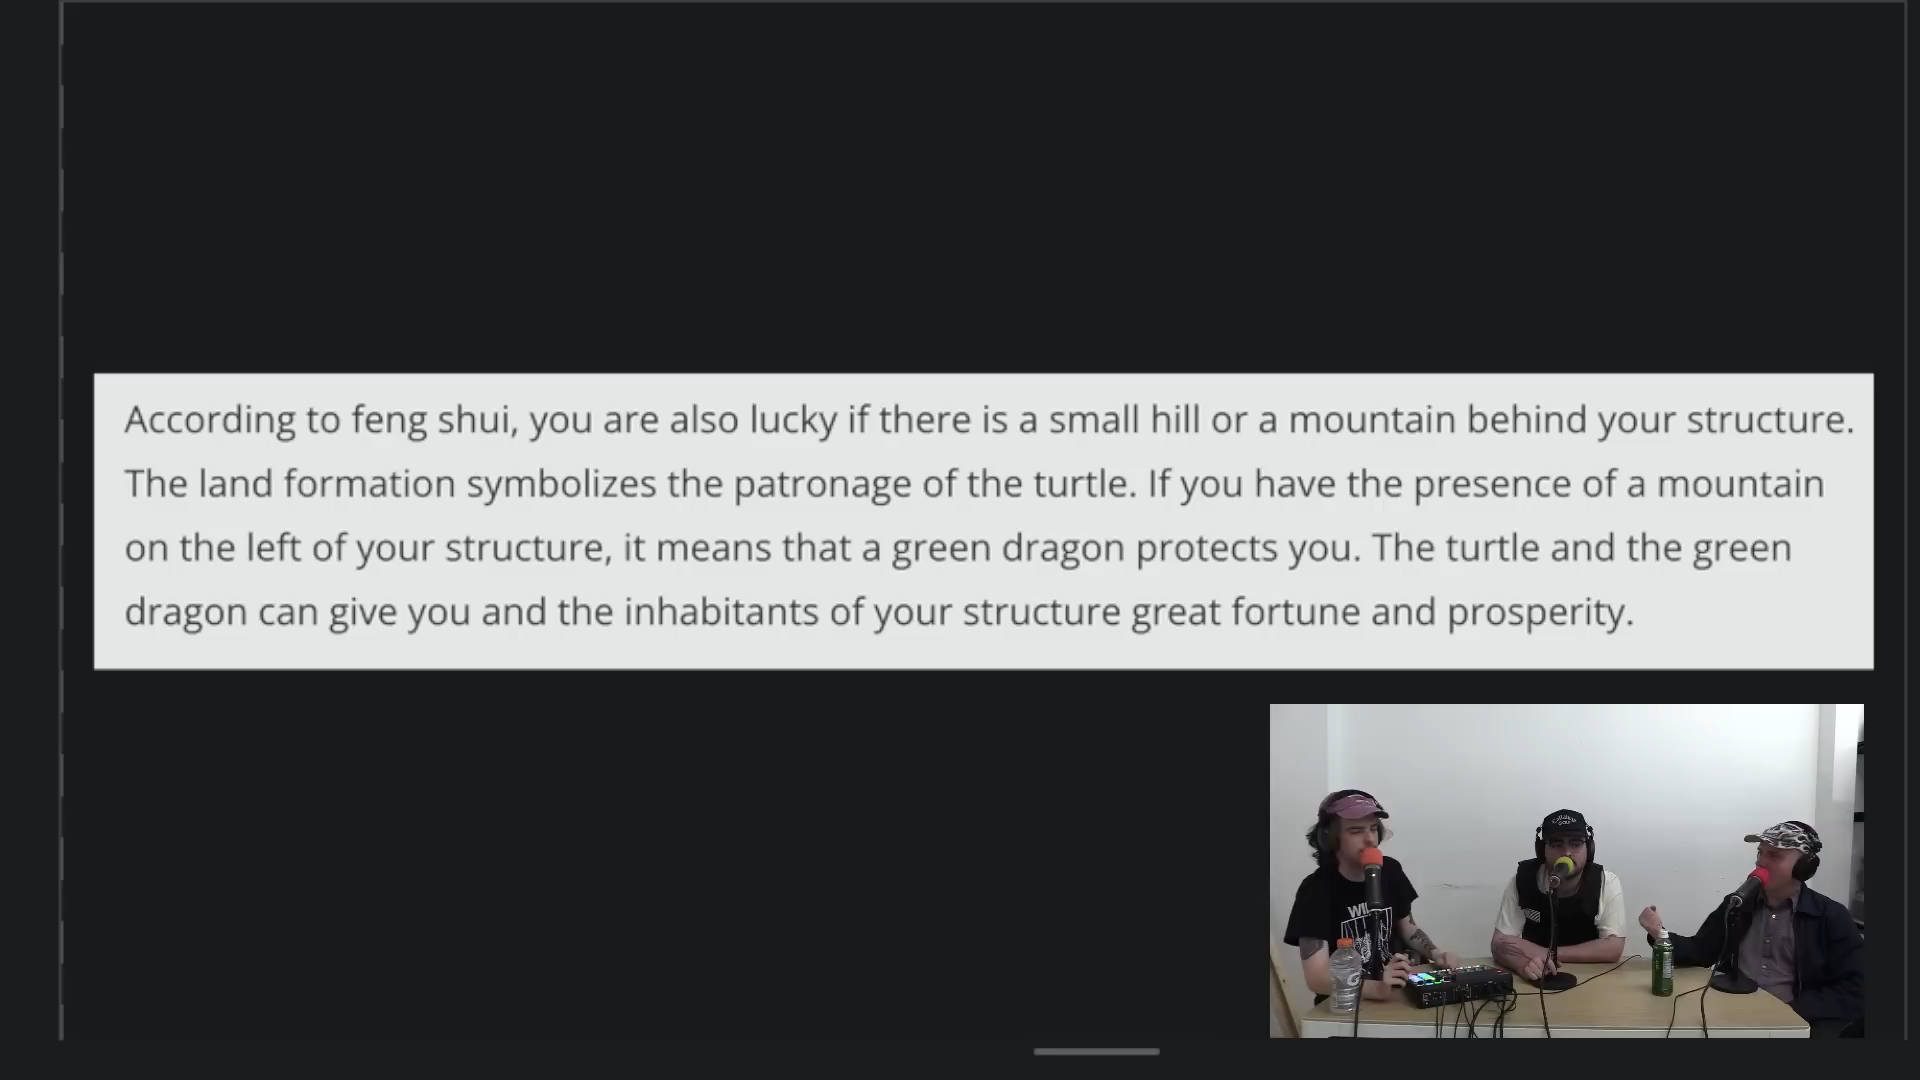 According to feng shui, you are also lucky if there is a small hill or a mountain behind your structure.
The land formation symbolizes the patronage of the turtle. If you have the presence of a mountain
on the left of your structure, it means that a green dragon protects you. The turtle and the green
dragon can give you and the inhabitants of your structure great fortune and prosperity.
WI
G